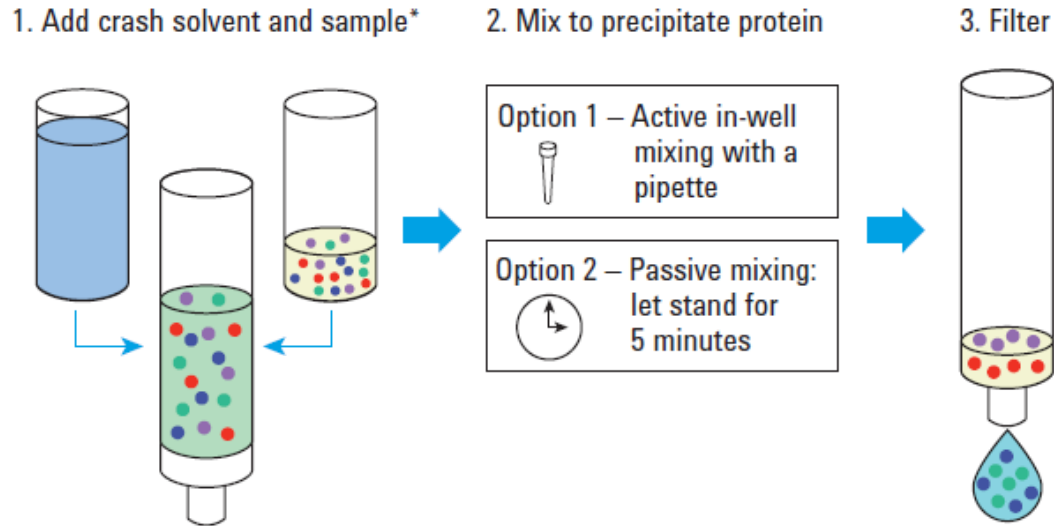 1. Add crash solvent and sample*
2. Mix to precipitate protein
Option 1 – Active in-well
mixing with a
pipette
Option 2 – Passive mixing:
let stand for
5 minutes
3. Filter